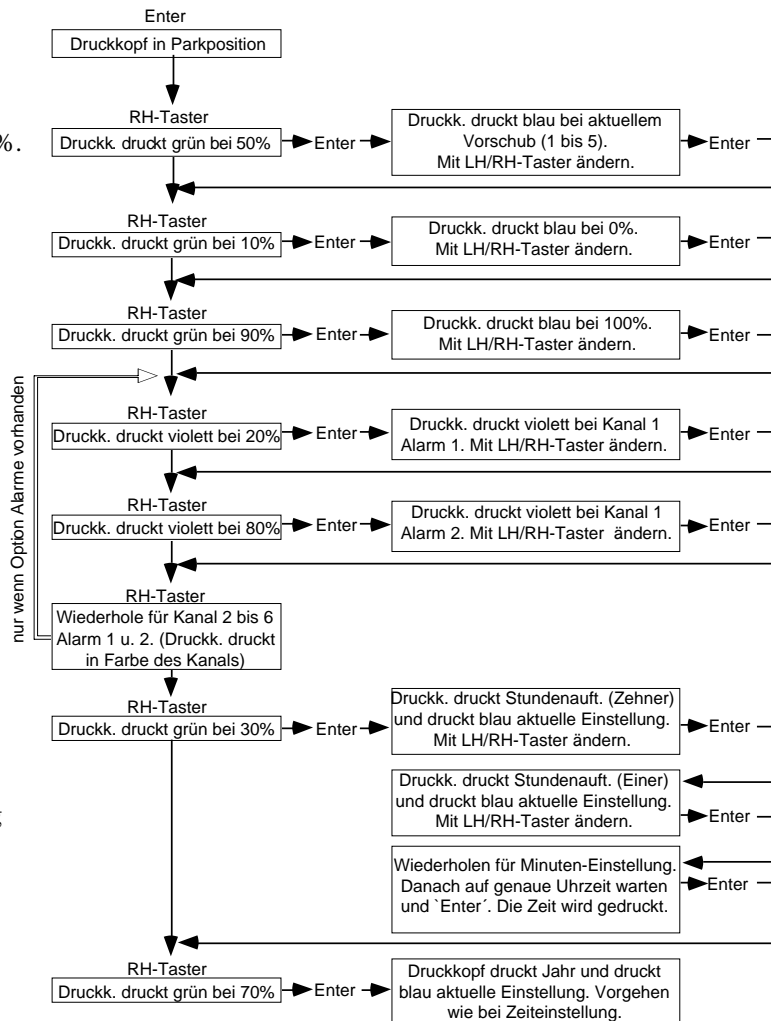 Enter
Druckkopf in Parkposition
RH-Taster
%.
Druckk. druckt grün bei 50%
Enter
Druckk. druckt blau bei aktuellem
Vorschub (1 bis 5).
Mit LH/RH-Taster ändern.
Enter
RH-Taster
Druckk. druckt grün bei 10%
Enter
Druckk. druckt blau bei 0%.
Mit LH/RH-Taster ändern.
Enter
RH-Taster
Druckk. druckt grün bei 90%
Enter
Druckk. druckt blau bei 100%.
Mit LH/RH-Taster ändern.
Enter
nur wenn Option Alarme vorhanden
RH-Taster
Druckk. druckt violett bei 20%
Enter
Druckk. druckt violett bei Kanal 1
Alarm 1. Mit LH/RH-Taster ändern.
Enter
RH-Taster
Druckk. druckt violett bei 80%
Enter
Druckk. druckt violett bei Kanal 1
Alarm 2. Mit LH/RH-Taster ändern.
Enter
RH-Taster
Wiederhole für Kanal 2 bis 6
Alarm 1 u. 2. (Druckk. druckt
in Farbe des Kanals)
RH-Taster
Druckk. druckt grün bei 30%
Enter
Druckk. druckt Stundenauft. (Zehner)
und druckt blau aktuelle Einstellung.
Mit LH/RH-Taster ändern.
Enter
Druckk. druckt Stundenauft. (Einer)
und druckt blau aktuelle Einstellung.
Mit LH/RH-Taster ändern.
Enter
Wiederholen für Minuten-Einstellung.
Danach auf genaue Uhrzeit warten
und `Enter´. Die Zeit wird gedruckt.
Enter
RH-Taster
Druckk. druckt grün bei 70%
Enter
Druckkopf druckt Jahr und druckt
blau aktuelle Einstellung. Vorgehen
wie bei Zeiteinstellung.